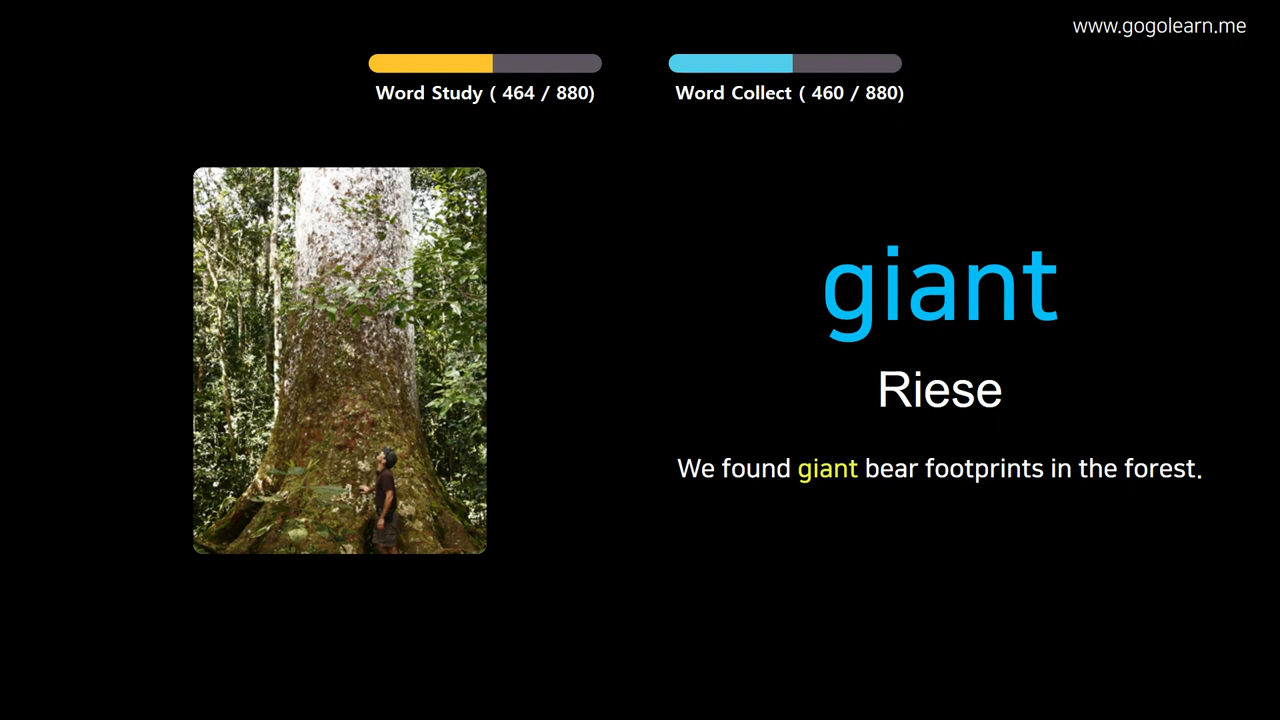 www.gogolearn.me
Word Study ( 464 / 880)
Word Collect ( 460 / 880)
giant
Riese
We found giant bear footprints in the forest.